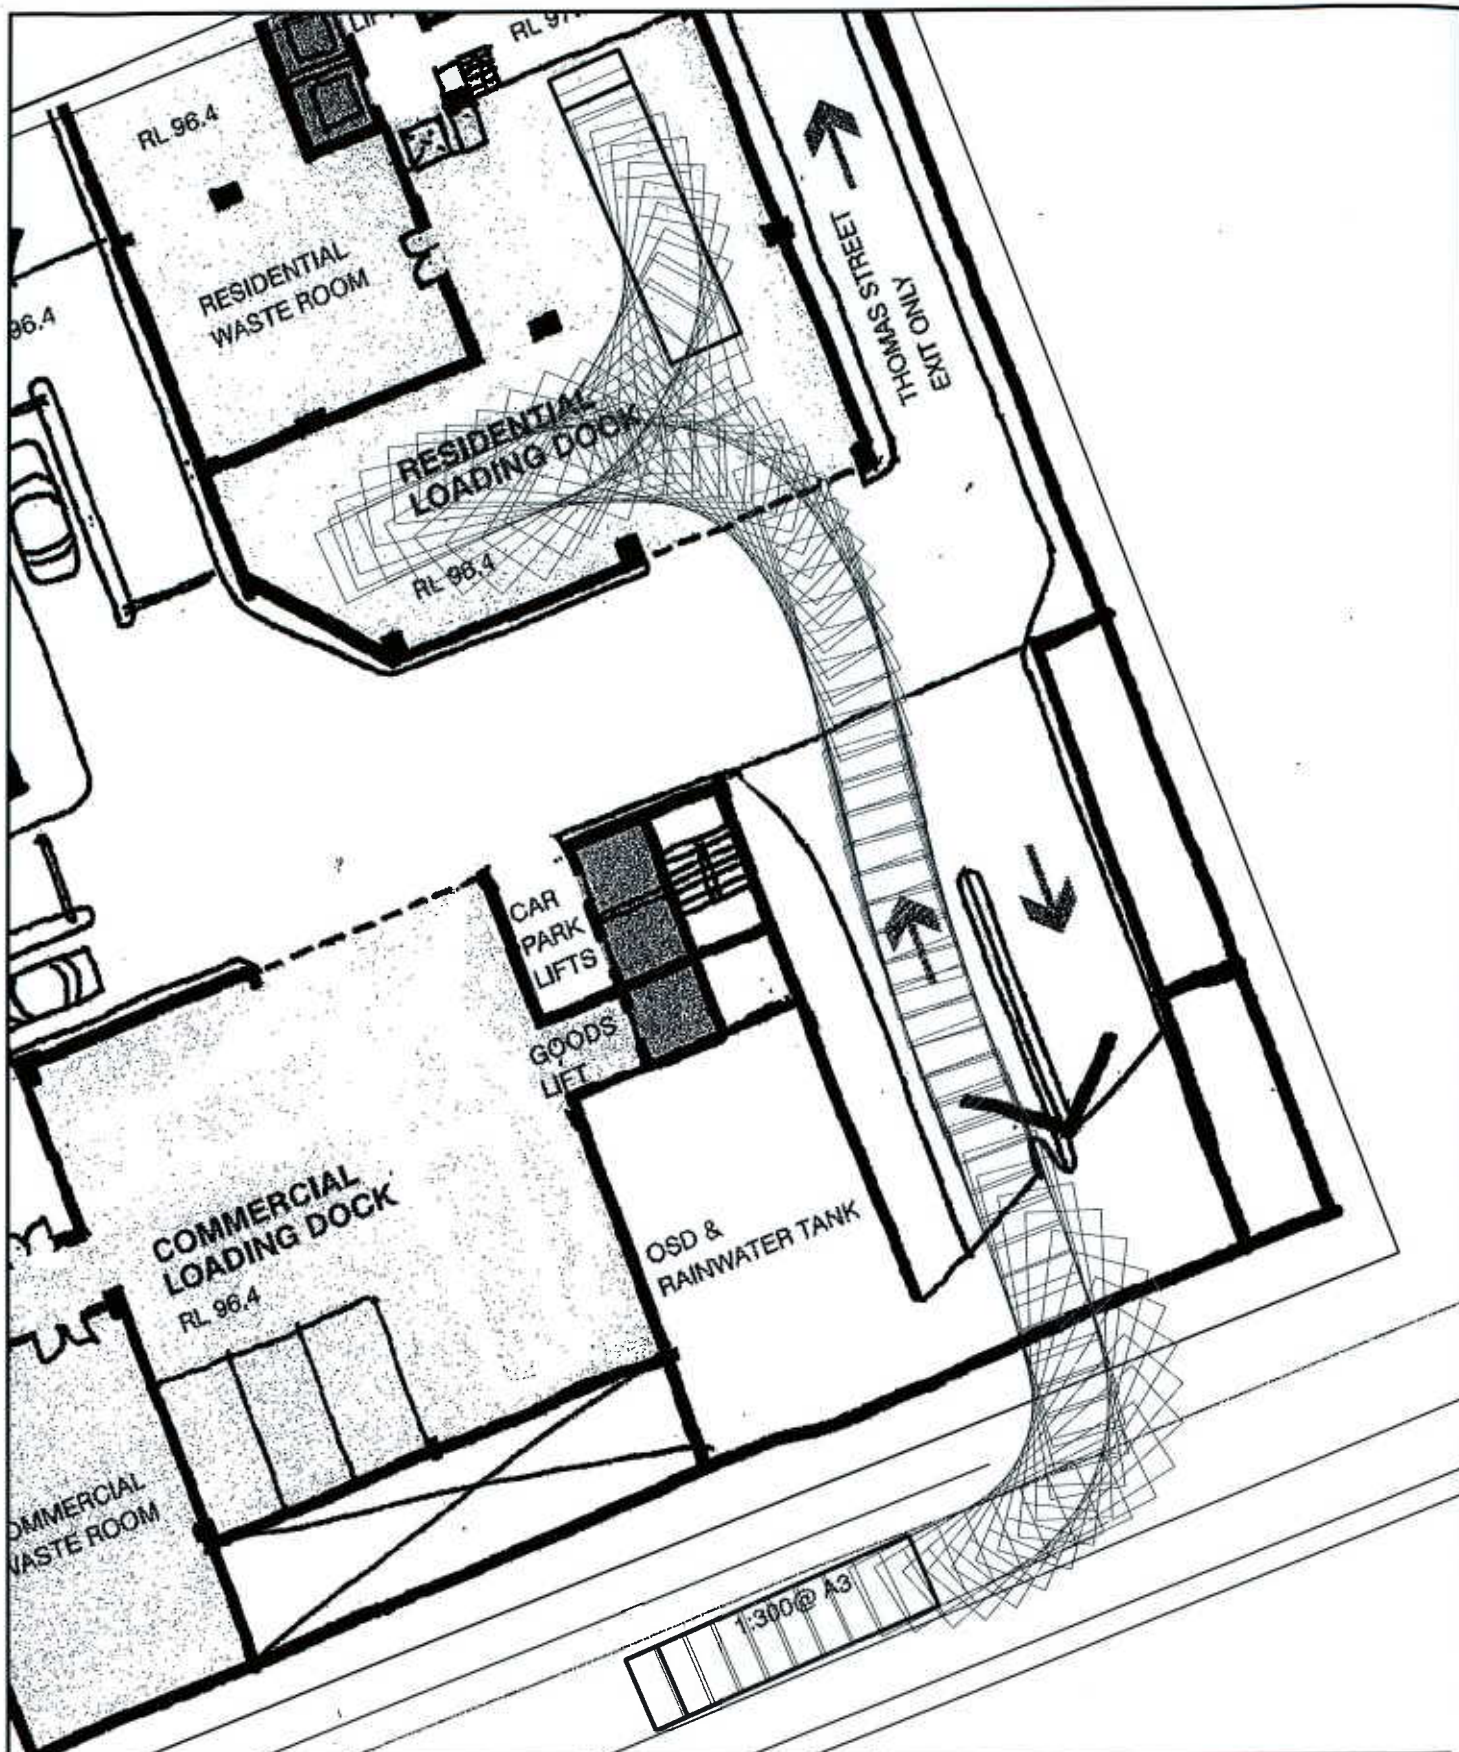 RL 96.4
RESIDENTIAL
WASTE ROOM
96.4
THOMAS STREET
EXIT ONLY
RESIDENTIAL
LOADING DOCK
RL 96.4
CAR
PARK
LIFTS
GOODS
LIFT
COMMERCIAL
LOADING DOCK
RL 96.4
OSD &
RAINWATER TANK
OMMERCIAL
WASTE ROOM
1:300@ A3